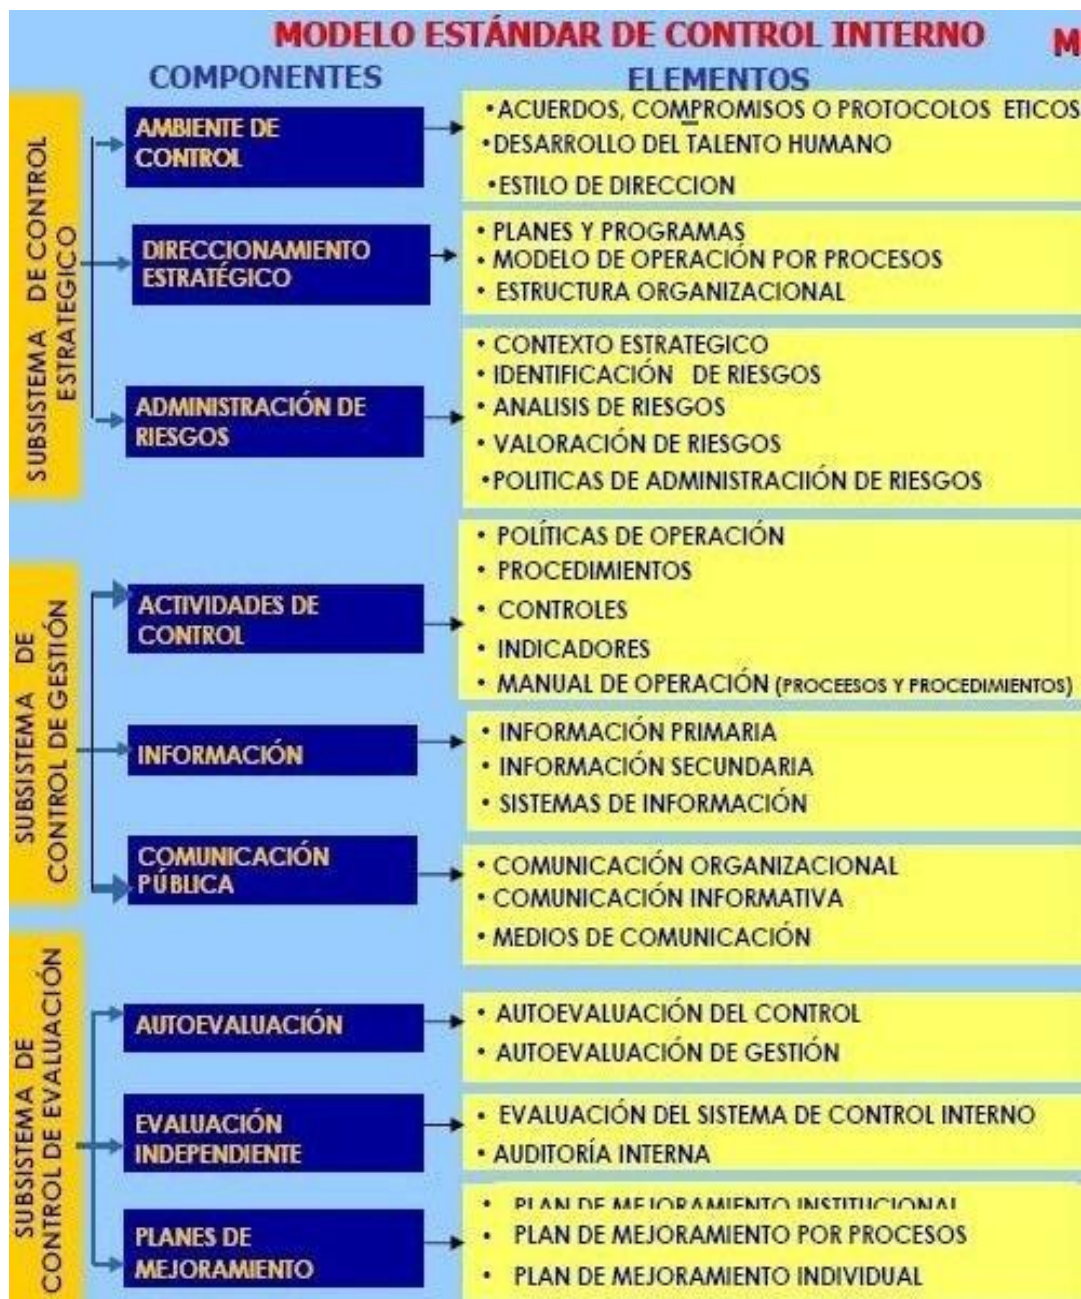 MODELO ESTÁNDAR DE CONTROL INTERNO
M
COMPONENTES
ELEMENTOS
SUBSISTEMA DE CONTROL
ESTRATEGICO
AMBIENTE DE
CONTROL
•ACUERDOS, COMPROMISOS O PROTOCOLOS ETICOS
•DESARROLLO DEL TALENTO HUMANO
•ESTILO DE DIRECCION
DIRECCIONAMIENTO
ESTRATÉGICO
• PLANES Y PROGRAMAS
• MODELO DE OPERACIÓN POR PROCESOS
• ESTRUCTURA ORGANIZACIONAL
ADMINISTRACIÓN DE
RIESGOS
• CONTEXTO ESTRATEGICO
• IDENTIFICACIÓN DE RIESGOS
• ANALISIS DE RIESGOS
• VALORACIÓN DE RIESGOS
•POLITICAS DE ADMINISTRACIIÓN DE RIESGOS
SUBSISTEMA DE
CONTROL DE GESTIÓN
ACTIVIDADES DE
CONTROL
• POLÍTICAS DE OPERACIÓN
• PROCEDIMIENTOS
• CONTROLES
• INDICADORES
• MANUAL DE OPERACIÓN (PROCEESOS Y PROCEDIMIENTOS)
INFORMACIÓN
• INFORMACIÓN PRIMARIA
• INFORMACIÓN SECUNDARIA
• SISTEMAS DE INFORMACIÓN
COMUNICACIÓN
PÚBLICA
• COMUNICACIÓN ORGANIZACIONAL
• COMUNICACIÓN INFORMATIVA
• MEDIOS DE COMUNICACIÓN
SUBSISTEMA DE
CONTROL DE EVALUACIÓN
AUTOEVALUACIÓN
• AUTOEVALUACIÓN DEL CONTROL
• AUTOEVALUACIÓN DE GESTIÓN
EVALUACIÓN
INDEPENDIENTE
• EVALUACIÓN DEL SISTEMA DE CONTROL INTERNO
• AUDITORÍA INTERNA
PLANES DE
MEJORAMIENTO
• PLAN DE MEJORAMIENTO INSTITUCIONAL
• PLAN DE MEJORAMIENTO POR PROCESOS
• PLAN DE MEJORAMIENTO INDIVIDUAL